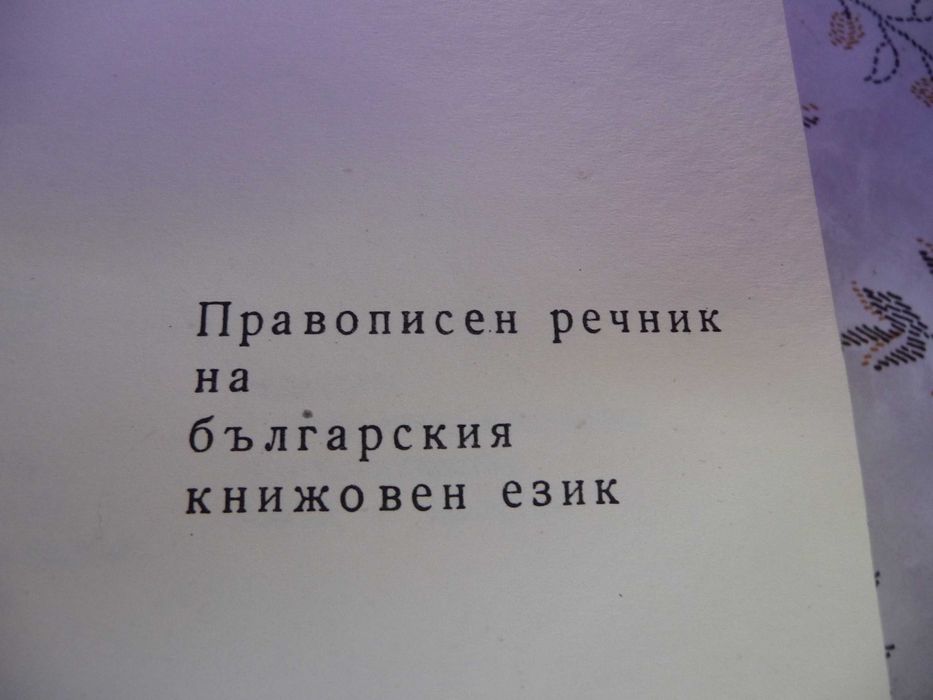 Правописен речник
на
българския
книжовен език